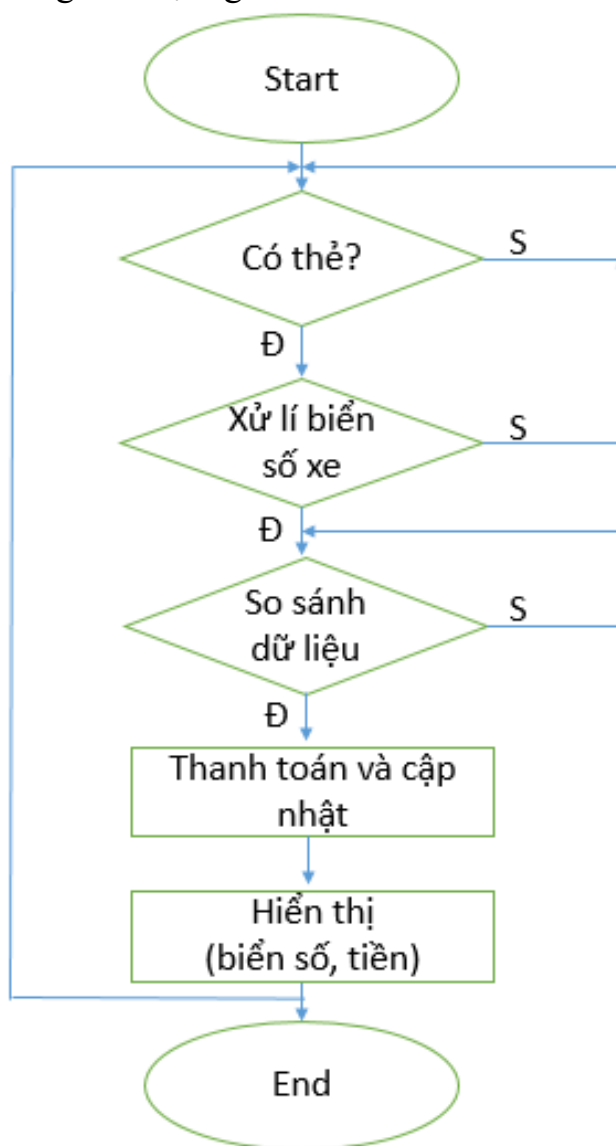 Start
Có thẻ?
S
Đ
Xử lí biển
số xe
S
Đ
So sánh
dữ liệu
S
Đ
Thanh toán và cập
nhật
Hiển thị
(biển số, tiền)
End